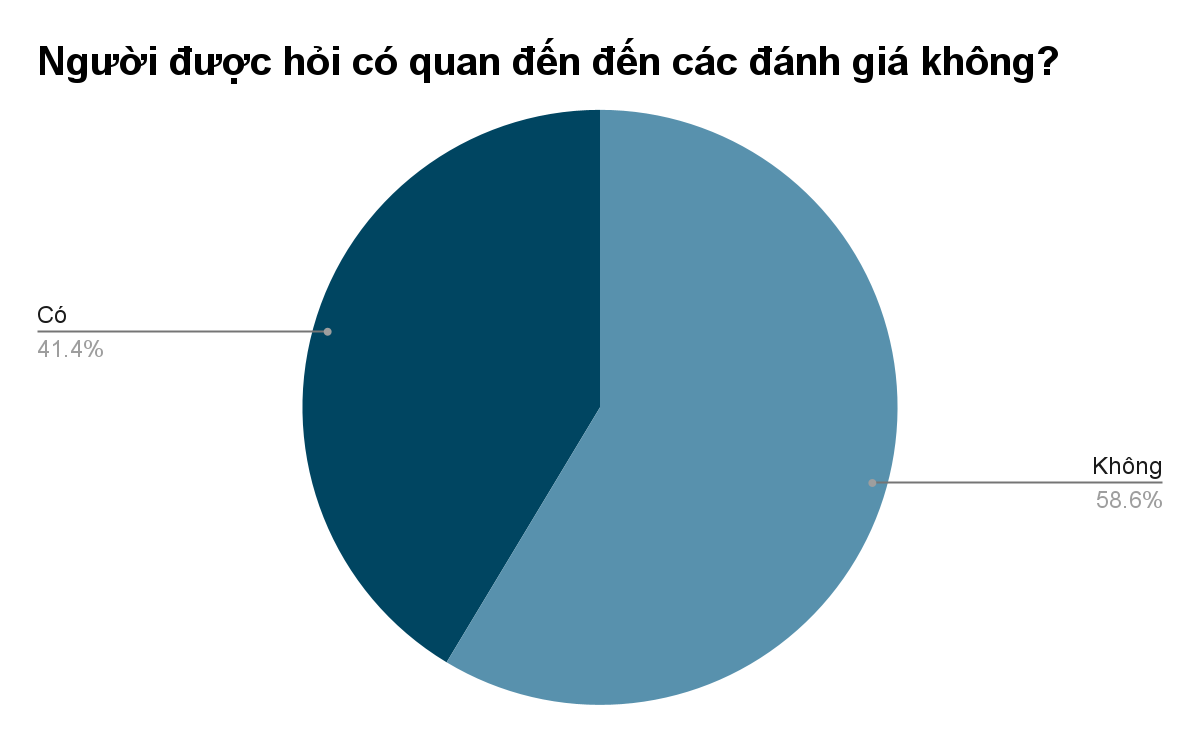 Người được hỏi có quan đến đến các đánh giá không?
Có
41.4%
Không
58.6%